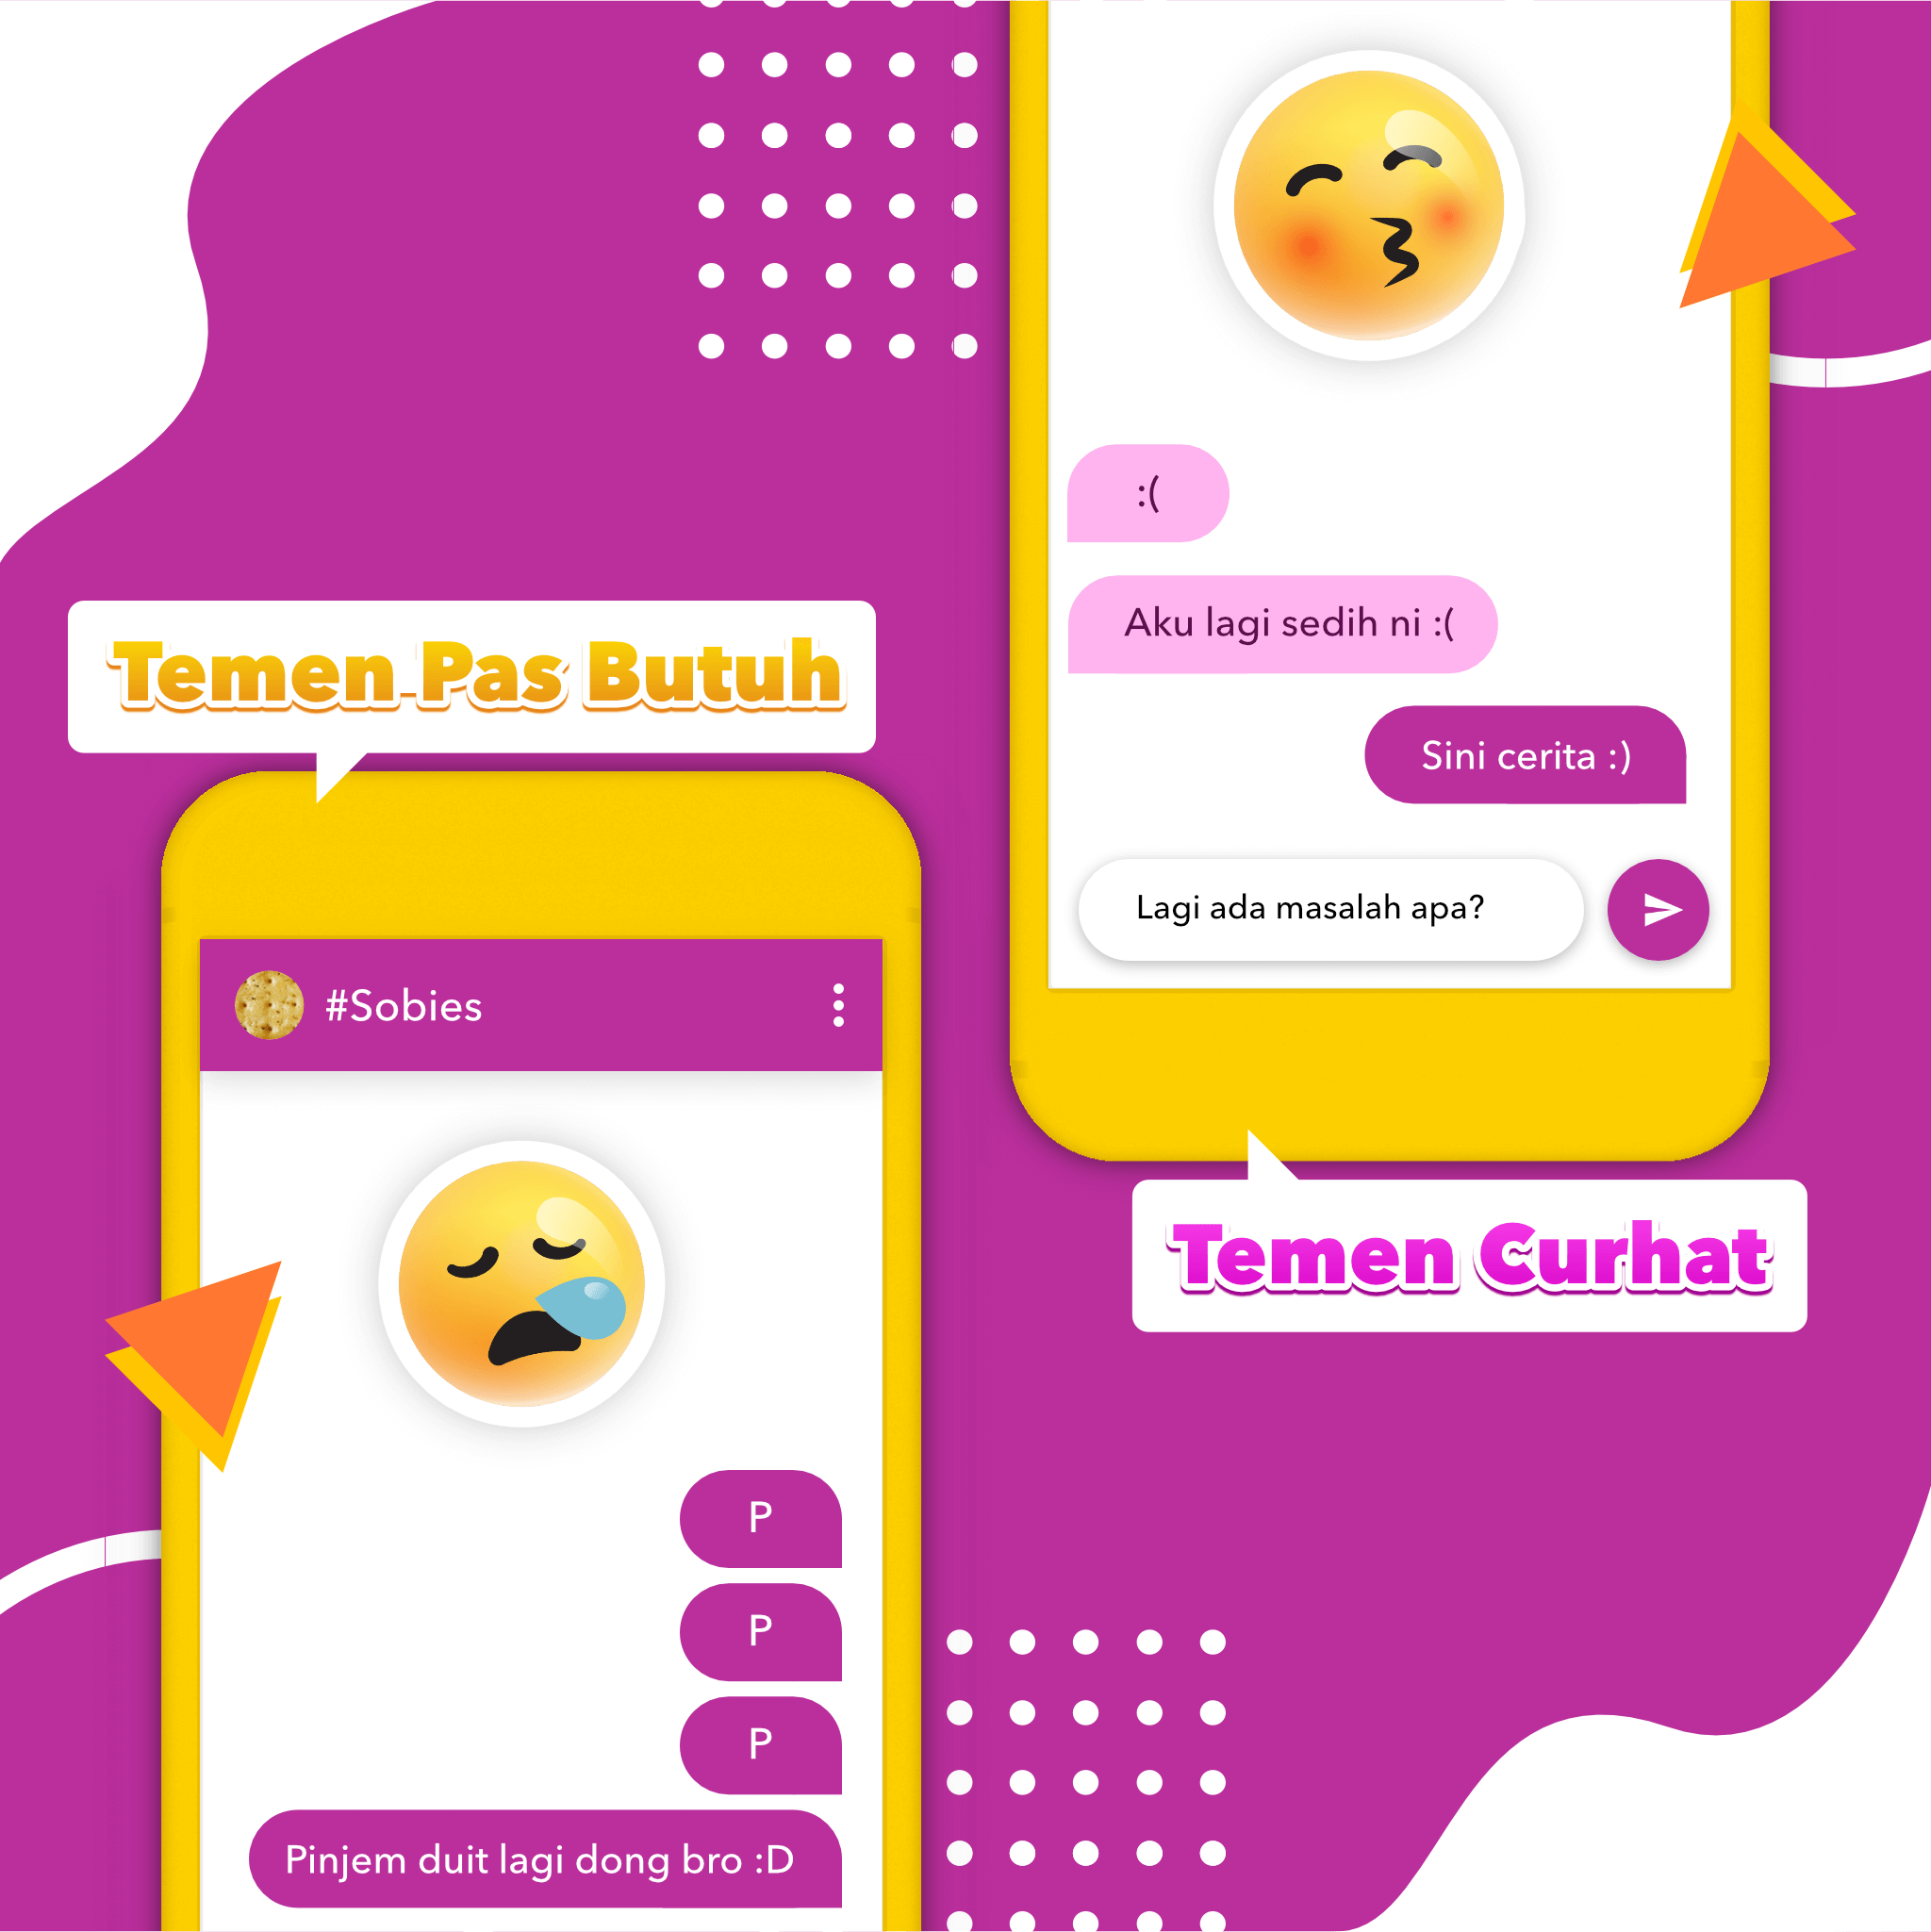 :(
Aku lagi sedih ni :(
Sini cerita :)
Lagi ada masalah apa?
Temen Curhat
Temen Pas Butuh
#Sobies
P
P
P
Pinjem duit lagi dong bro :D